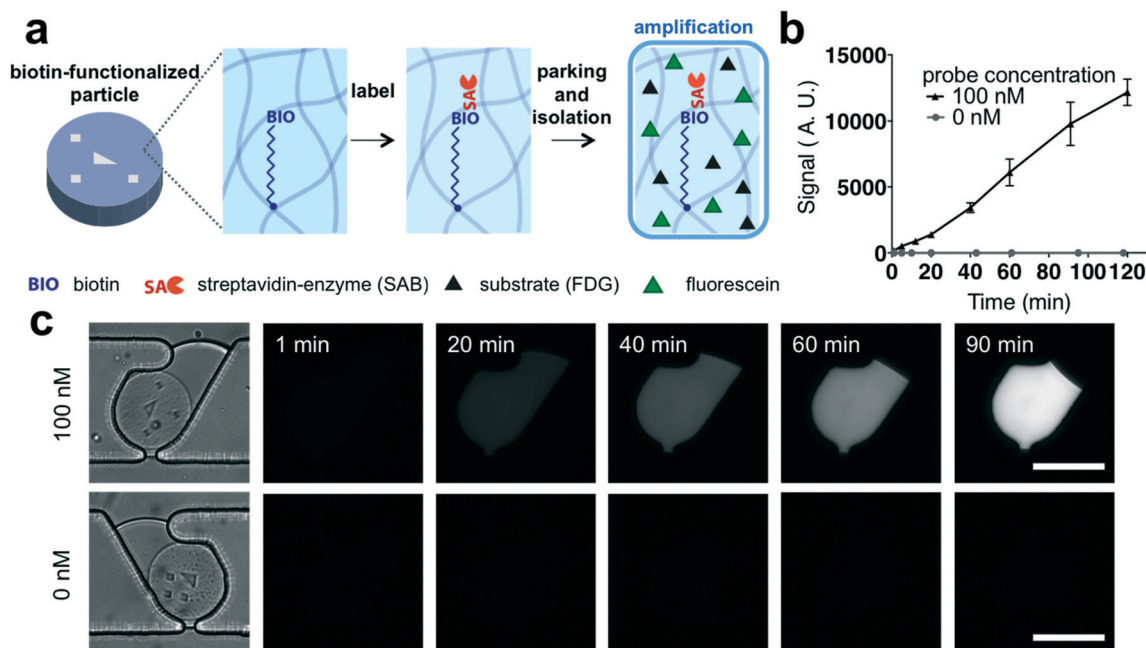 a
biotin-functionalized
particle
BIO
label
SA
BIO
parking
and
isolation
amplification
SA
BIO
b
15000
10000
5000
0
Signal ( A. U.)
probe concentration
100 nM
0 nM
0 20 40 60 80 100 120
Time (min)
BIO biotin SA streptavidin-enzyme (SAB) substrate (FDG) fluorescein
c
100 nM
1 min 20 min 40 min 60 min 90 min
0 nM